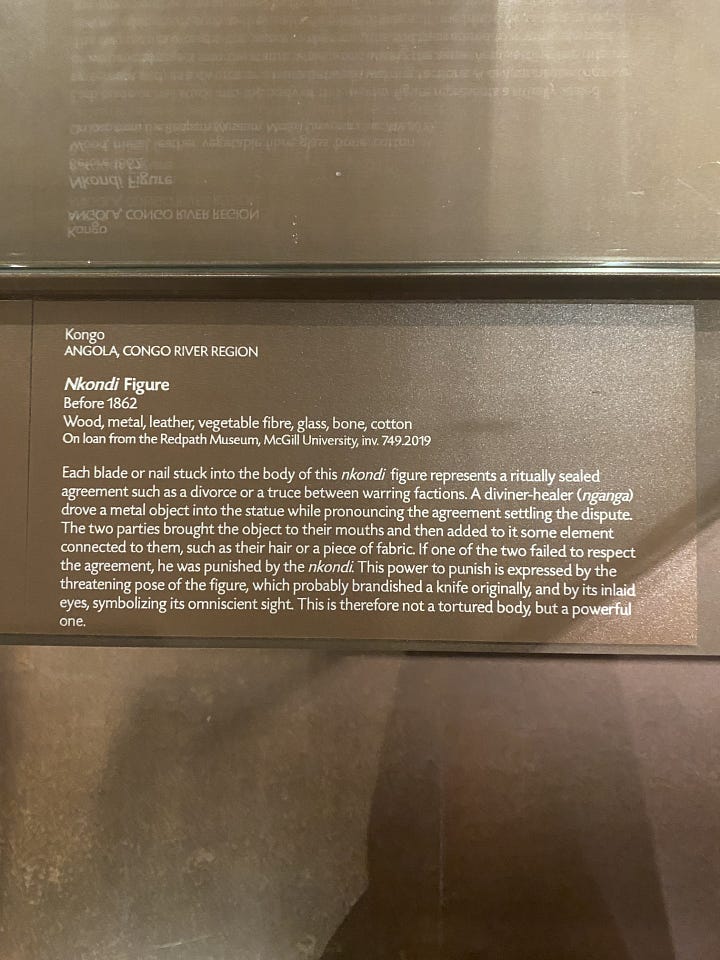 Kongo
ANGOLA, CONGO RIVER REGION
Nkondi Figure
Before 1862
Wood, metal, leather, vegetable fibre, glass, bone, cotton
On loan from the Redpath Museum, McGill University, inv. 749.2019
Each blade or nail stuck into the body of this nkondi figure represents a ritually sealed
agreement such as a divorce or a truce between warring factions. A diviner-healer (nganga)
drove a metal object into the statue while pronouncing the agreement settling the dispute.
The two parties brought the object to their mouths and then added to it some element
connected to them, such as their hair or a piece of fabric. If one of the two failed to respect
the agreement, he was punished by the nkondi. This power to punish is expressed by the
threatening pose of the figure, which probably brandished a knife originally, and by its inlaid
eyes, symbolizing its omniscient sight. This is therefore not a tortured body, but a powerful
one.